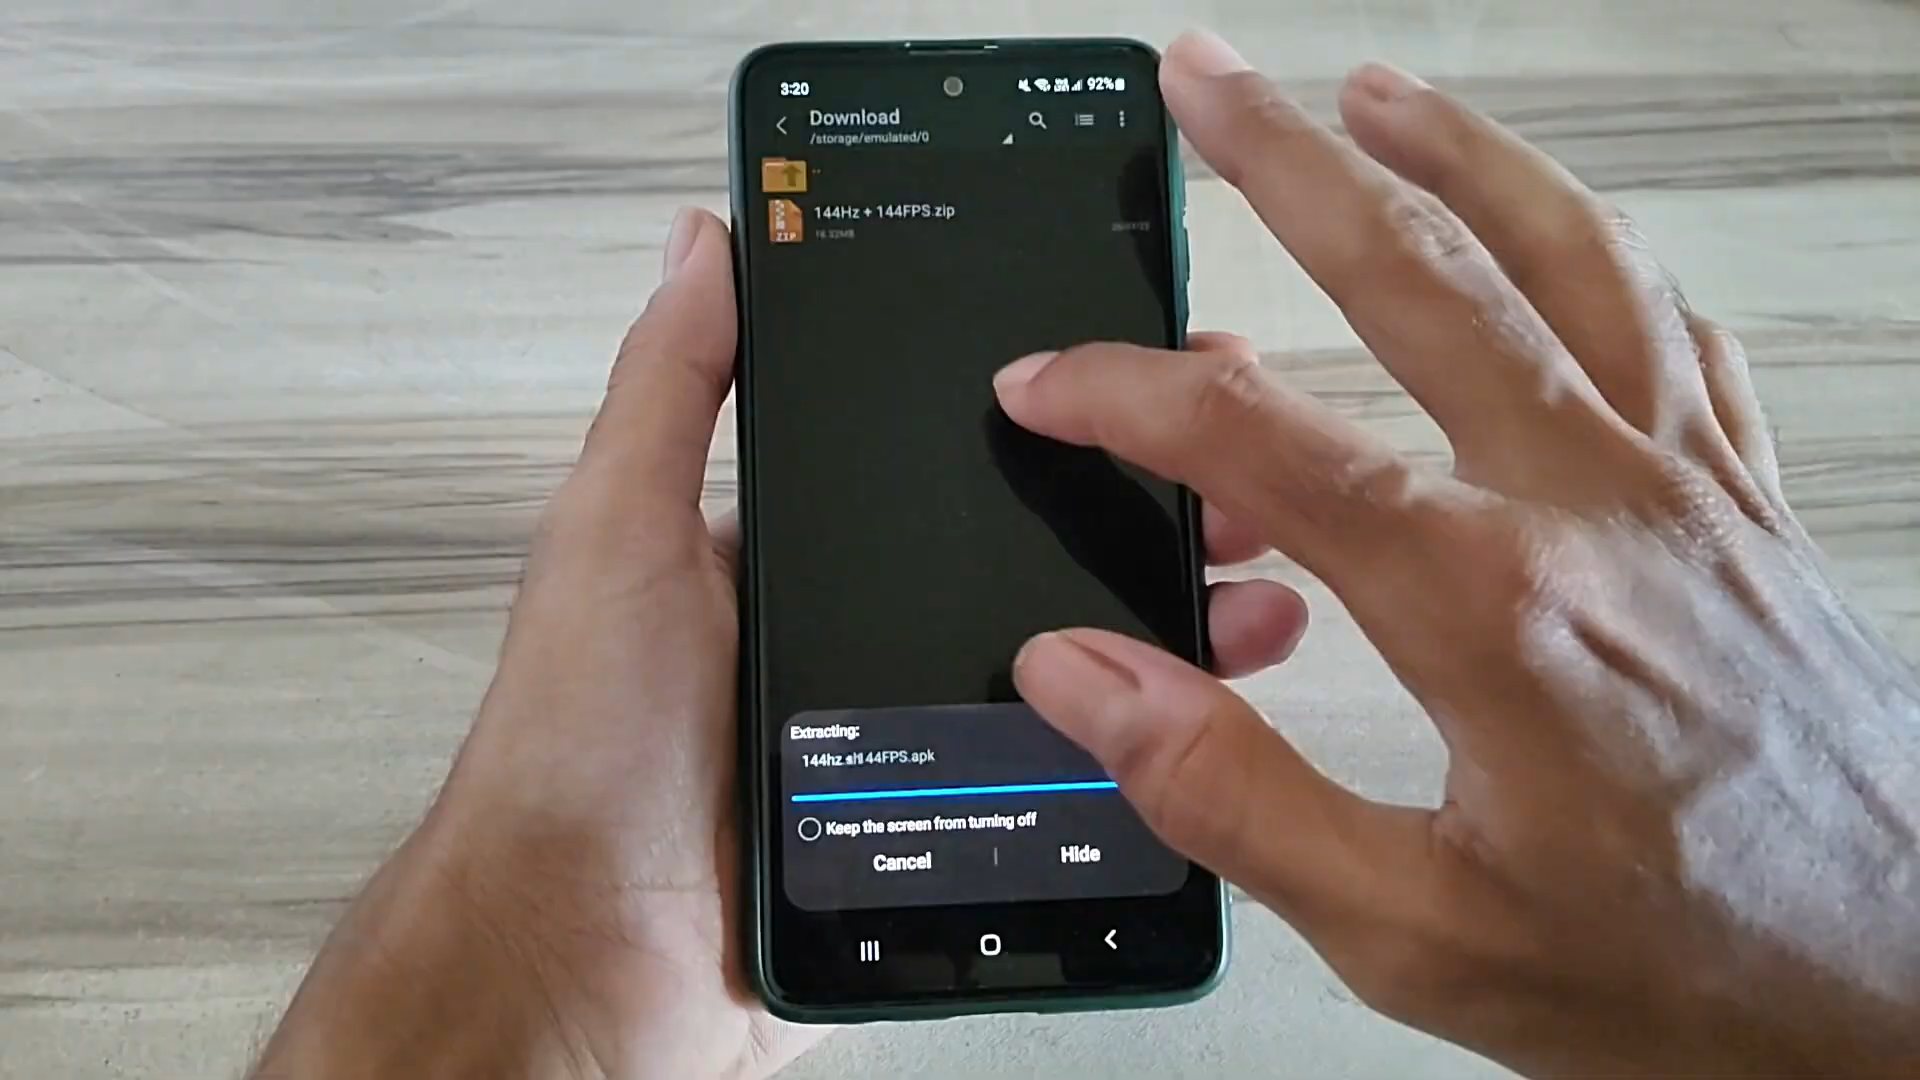 3:20
92%
Download
/storage/emulated/0
..
144Hz + 144FPS.zip
ZIP
Extracting:
144FPS.apk
Keep the screen from turning off
Cancel
Hide